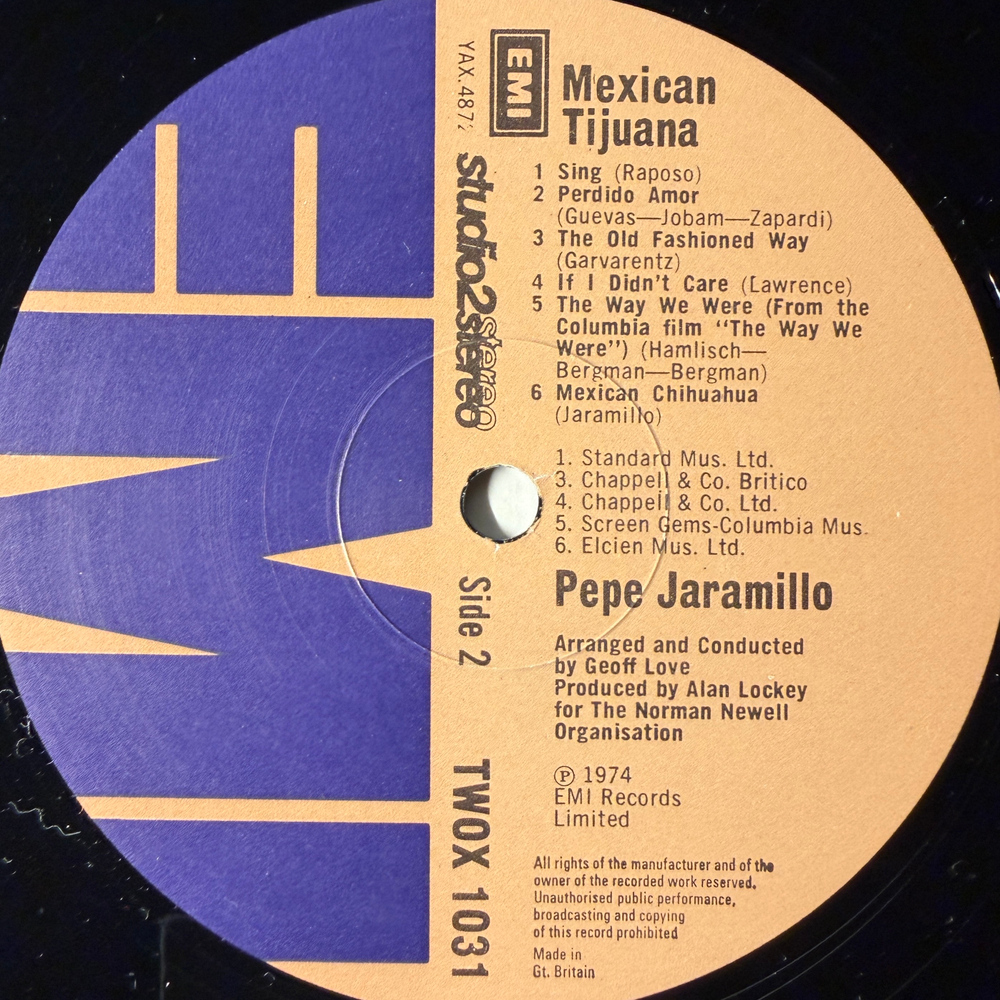 EMI
Mexican
Tijuana
1 Sing (Raposo)
2 Perdido Amor
(Guevas—Jobam—Zapardi)
3 The Old Fashioned Way
(Garvarentz)
4 If I Didn't Care (Lawrence)
5 The Way We Were (From the
Columbia film “The Way We
Were”) (Hamlisch—
Bergman—Bergman)
6 Mexican Chihuahua
(Jaramillo)
1. Standard Mus. Ltd.
3. Chappell & Co. Britico
4. Chappell & Co. Ltd.
5. Screen Gems-Columbia Mus.
6. Elcien Mus. Ltd.
Pepe Jaramillo
Arranged and Conducted
by Geoff Love
Produced by Alan Lockey
for The Norman Newell
Organisation
℗ 1974
EMI Records
Limited
All rights of the manufacturer and of the
owner of the recorded work reserved.
Unauthorised public performance,
broadcasting and copying
of this record prohibited
Made in
Gt. Britain
studio2stereo
Side 2
TWOX 1031
EMI